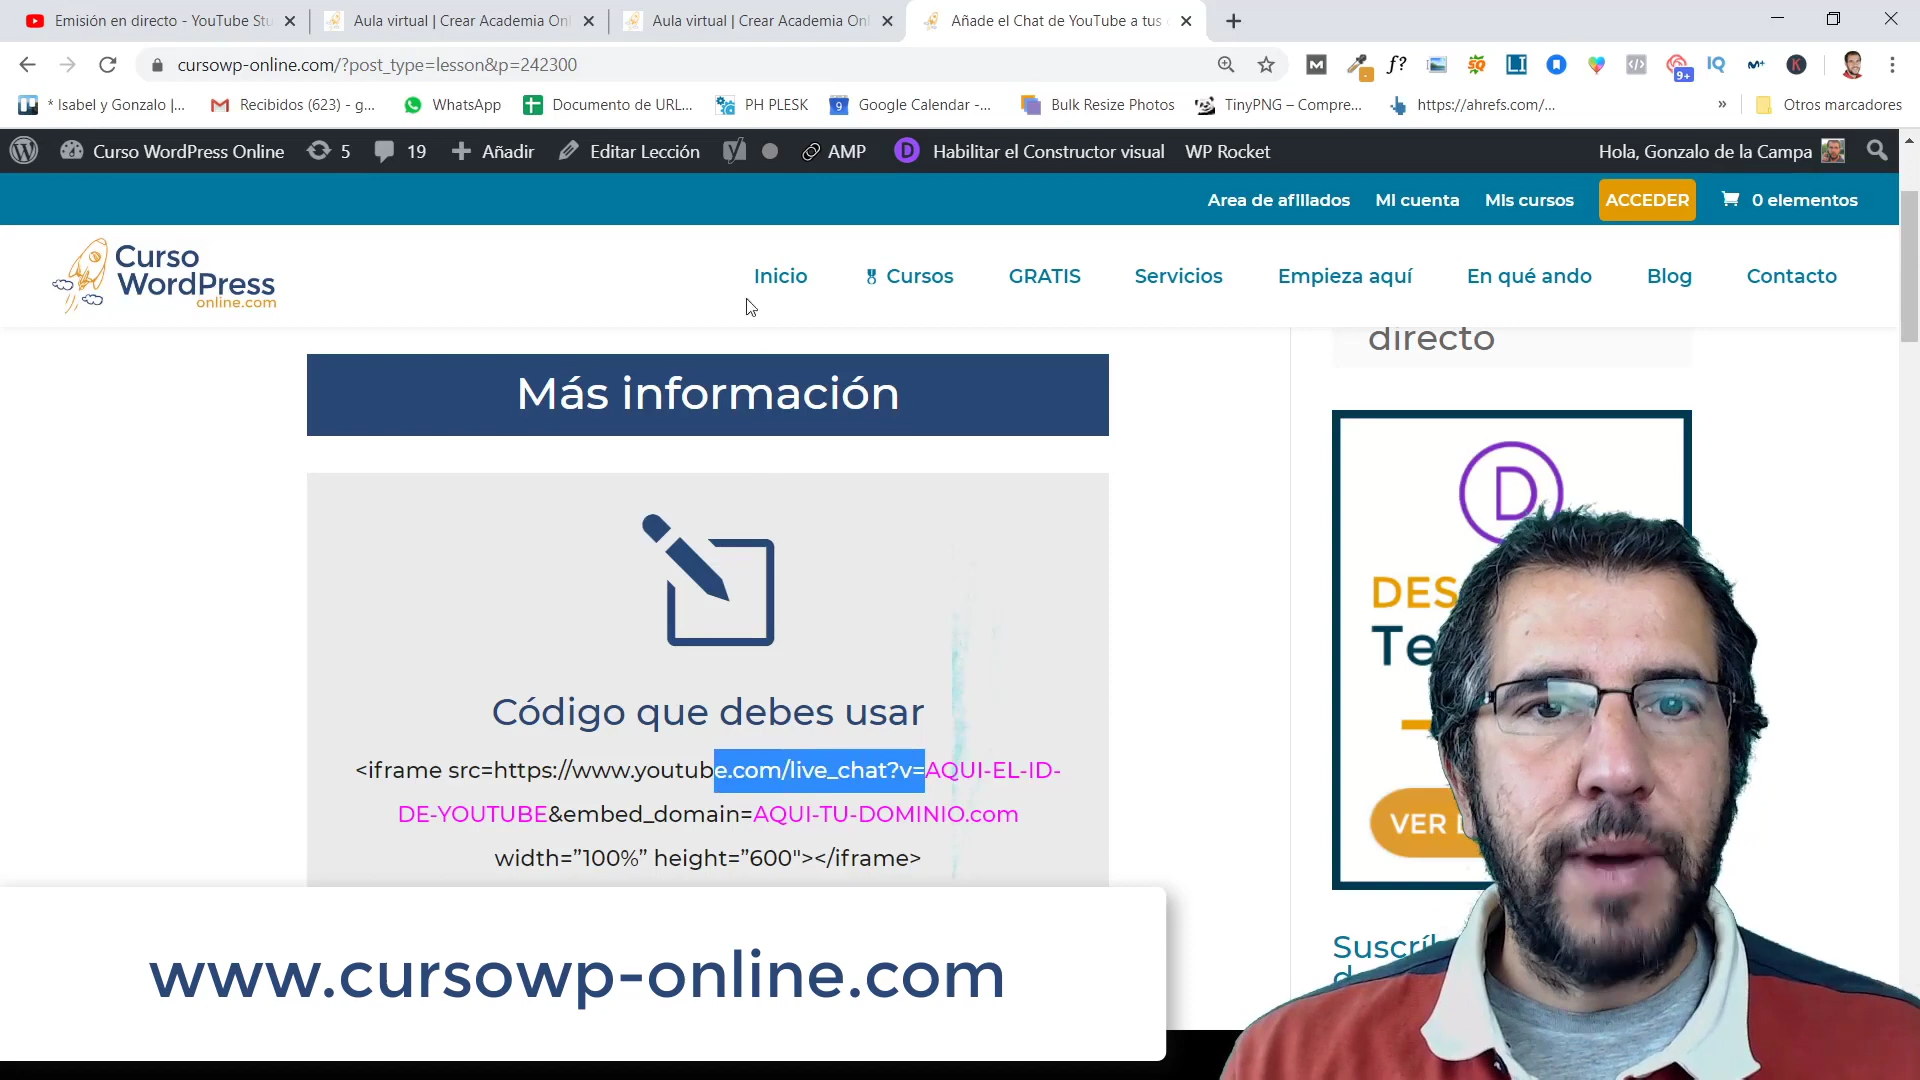 Emisión en directo - YouTube Stu
Aula virtual | Crear Academia Onl
Aula virtual | Crear Academia Onl
Añade el Chat de YouTube a tus
cursowp-online.com/?post_type=lesson&p=242300
* Isabel y Gonzalo |...
Recibidos (623) - g...
WhatsApp
Documento de URL...
PH PLESK
Google Calendar -...
Bulk Resize Photos
TinyPNG – Compre...
https://ahrefs.com/...
»
Otros marcadores
Curso WordPress Online
5
19
Añadir
Editar Lección
AMP
D
Habilitar el Constructor visual
WP Rocket
Hola, Gonzalo de la Campa
Area de afiliados
Mi cuenta
Mis cursos
ACCEDER
0 elementos
Curso
WordPress
online.com
Inicio
Cursos
GRATIS
Servicios
Empieza aquí
En qué ando
Blog
Contacto
directo
Más información
Código que debes usar
<iframe src=https://www.youtube.com/live_chat?v=AQUI-EL-ID-
DE-YOUTUBE&embed_domain=AQUI-TU-DOMINIO.com
width=”100%” height=”600"></iframe>
D
DES
Te
VER
Suscríb
www.cursowp-online.com